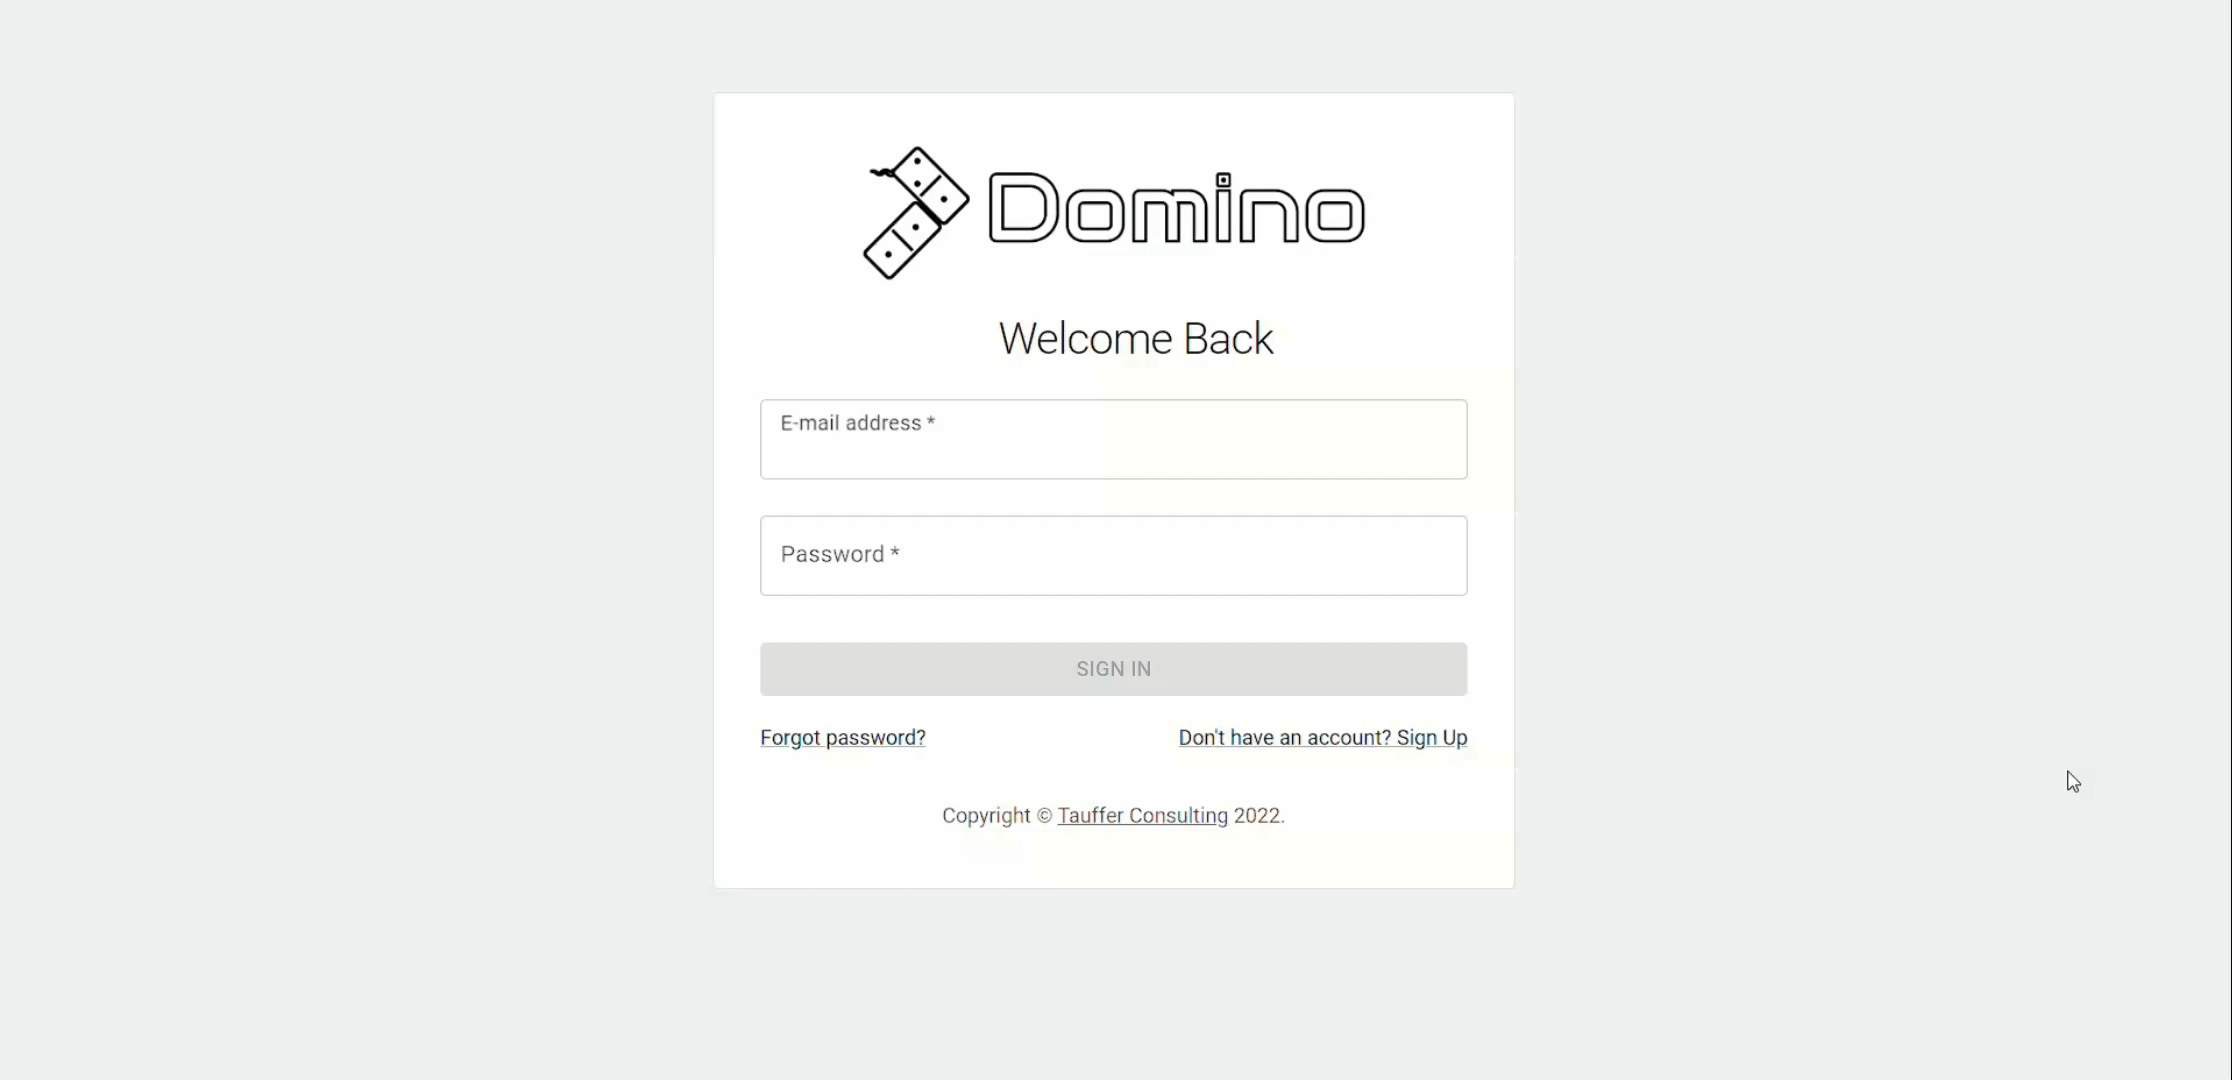 Domino
Welcome Back
E-mail address *
Password *
SIGN IN
Forgot password? Don't have an account? Sign Up
Copyright © Tauffer Consulting 2022.